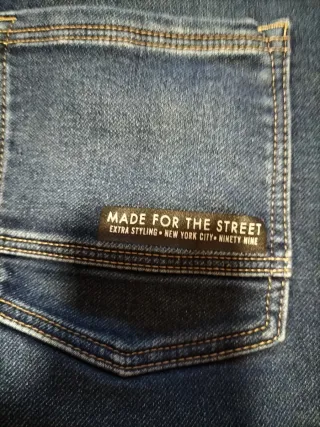 MADE FOR THE STREET
EXTRA STYLING • NEW YORK CITY • NINETY NINE